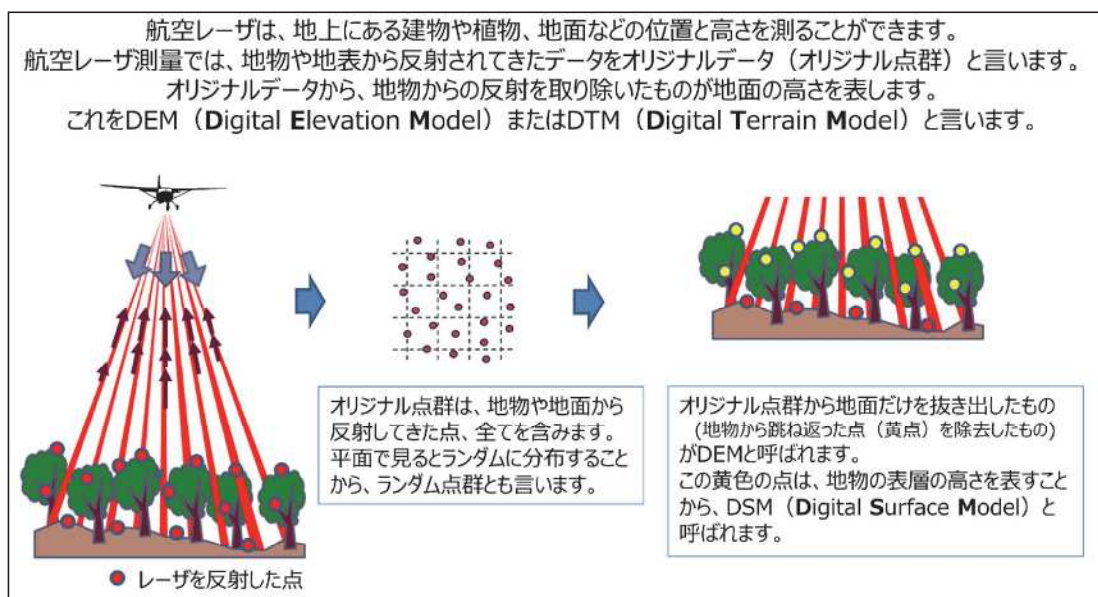 航空レーザは、地上にある建物や植物、地面などの位置と高さを測ることができます。
航空レーザ測量では、地物や地表から反射されてきたデータをオリジナルデータ（オリジナル点群）と言います。
オリジナルデータから、地物からの反射を取り除いたものが地面の高さを表します。
これをDEM（Digital Elevation Model）またはDTM（Digital Terrain Model）と言います。
オリジナル点群は、地物や地面から
反射してきた点、全てを含みます。
平面で見るとランダムに分布すること
から、ランダム点群とも言います。
オリジナル点群から地面だけを抜き出したもの
（地物から跳ね返った点（黄点）を除去したもの）
がDEMと呼ばれます。
この黄色の点は、地物の表層の高さを表すこと
から、DSM（Digital Surface Model）と
呼ばれます。
レーザを反射した点